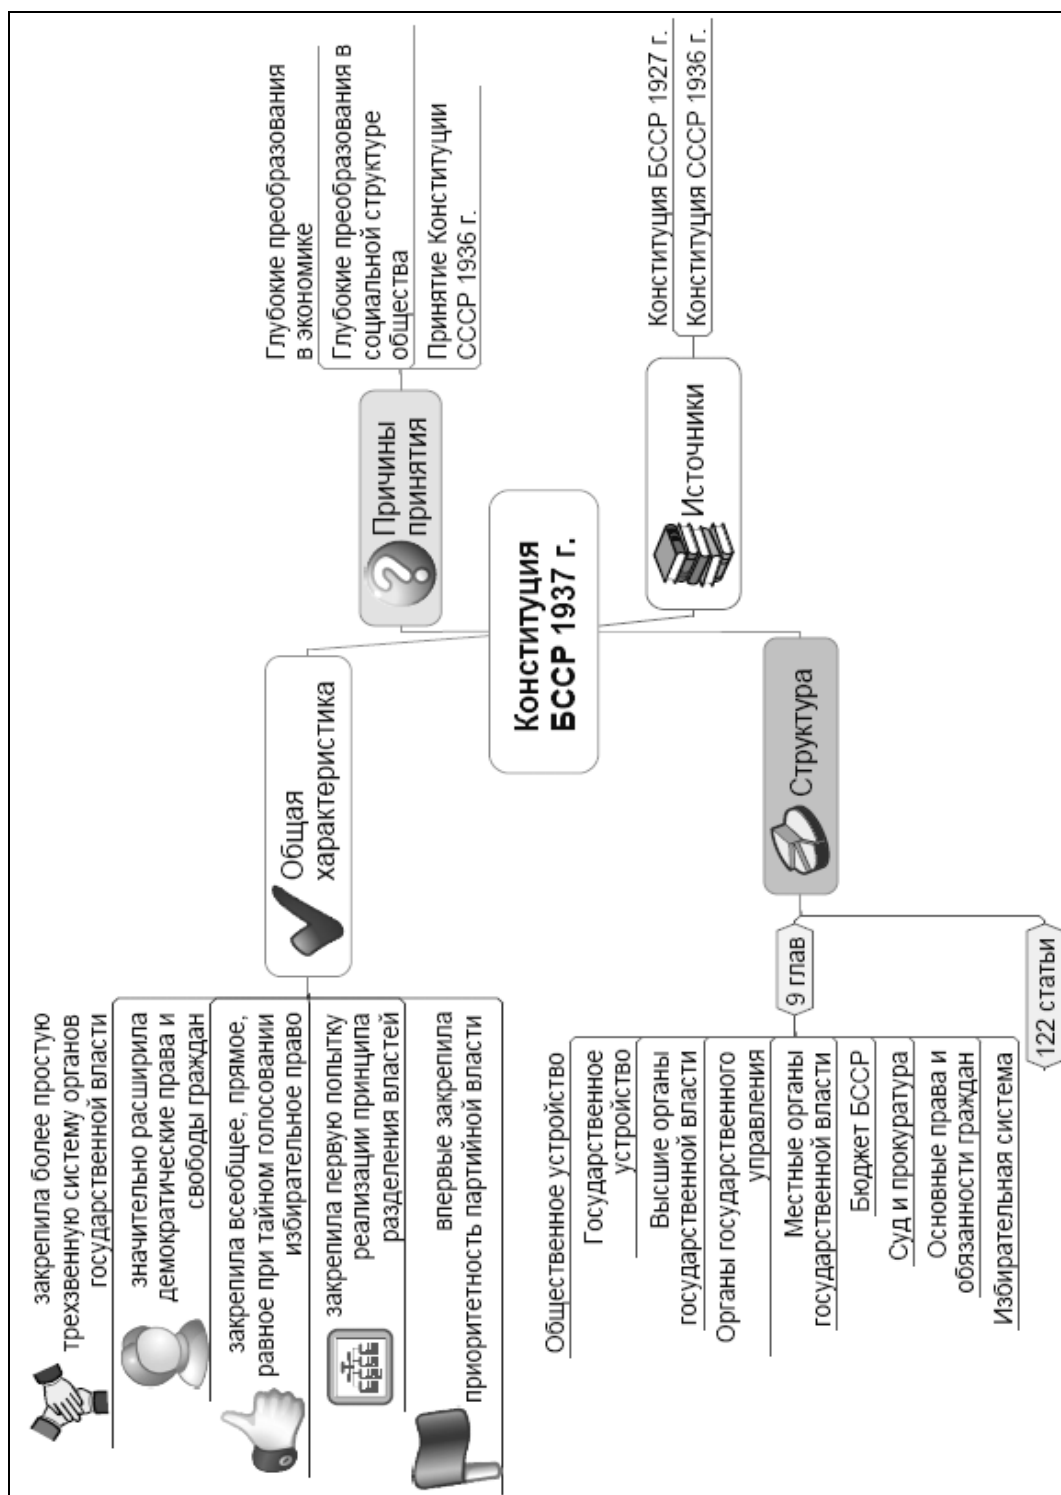 Конституция
БССР 1937 г.
Причины
принятия
Глубокие преобразования
в экономике
Глубокие преобразования в
социальной структуре
общества
Принятие Конституции
СССР 1936 г.
Источники
Конституция БССР 1927 г.
Конституция СССР 1936 г.
Общая
характеристика
закрепила более простую
трехзвенную систему органов
государственной власти
значительно расширила
демократические права и
свободы граждан
закрепила всеобщее, прямое,
равное при тайном голосовании
избирательное право
закрепила первую попытку
реализации принципа
разделения властей
впервые закрепила
приоритетность партийной власти
Структура
9 глав
Общественное устройство
Государственное
устройство
Высшие органы
государственной власти
Органы государственного
управления
Местные органы
государственной власти
Бюджет БССР
Суд и прокуратура
Основные права и
обязанности граждан
Избирательная система
122 статьи